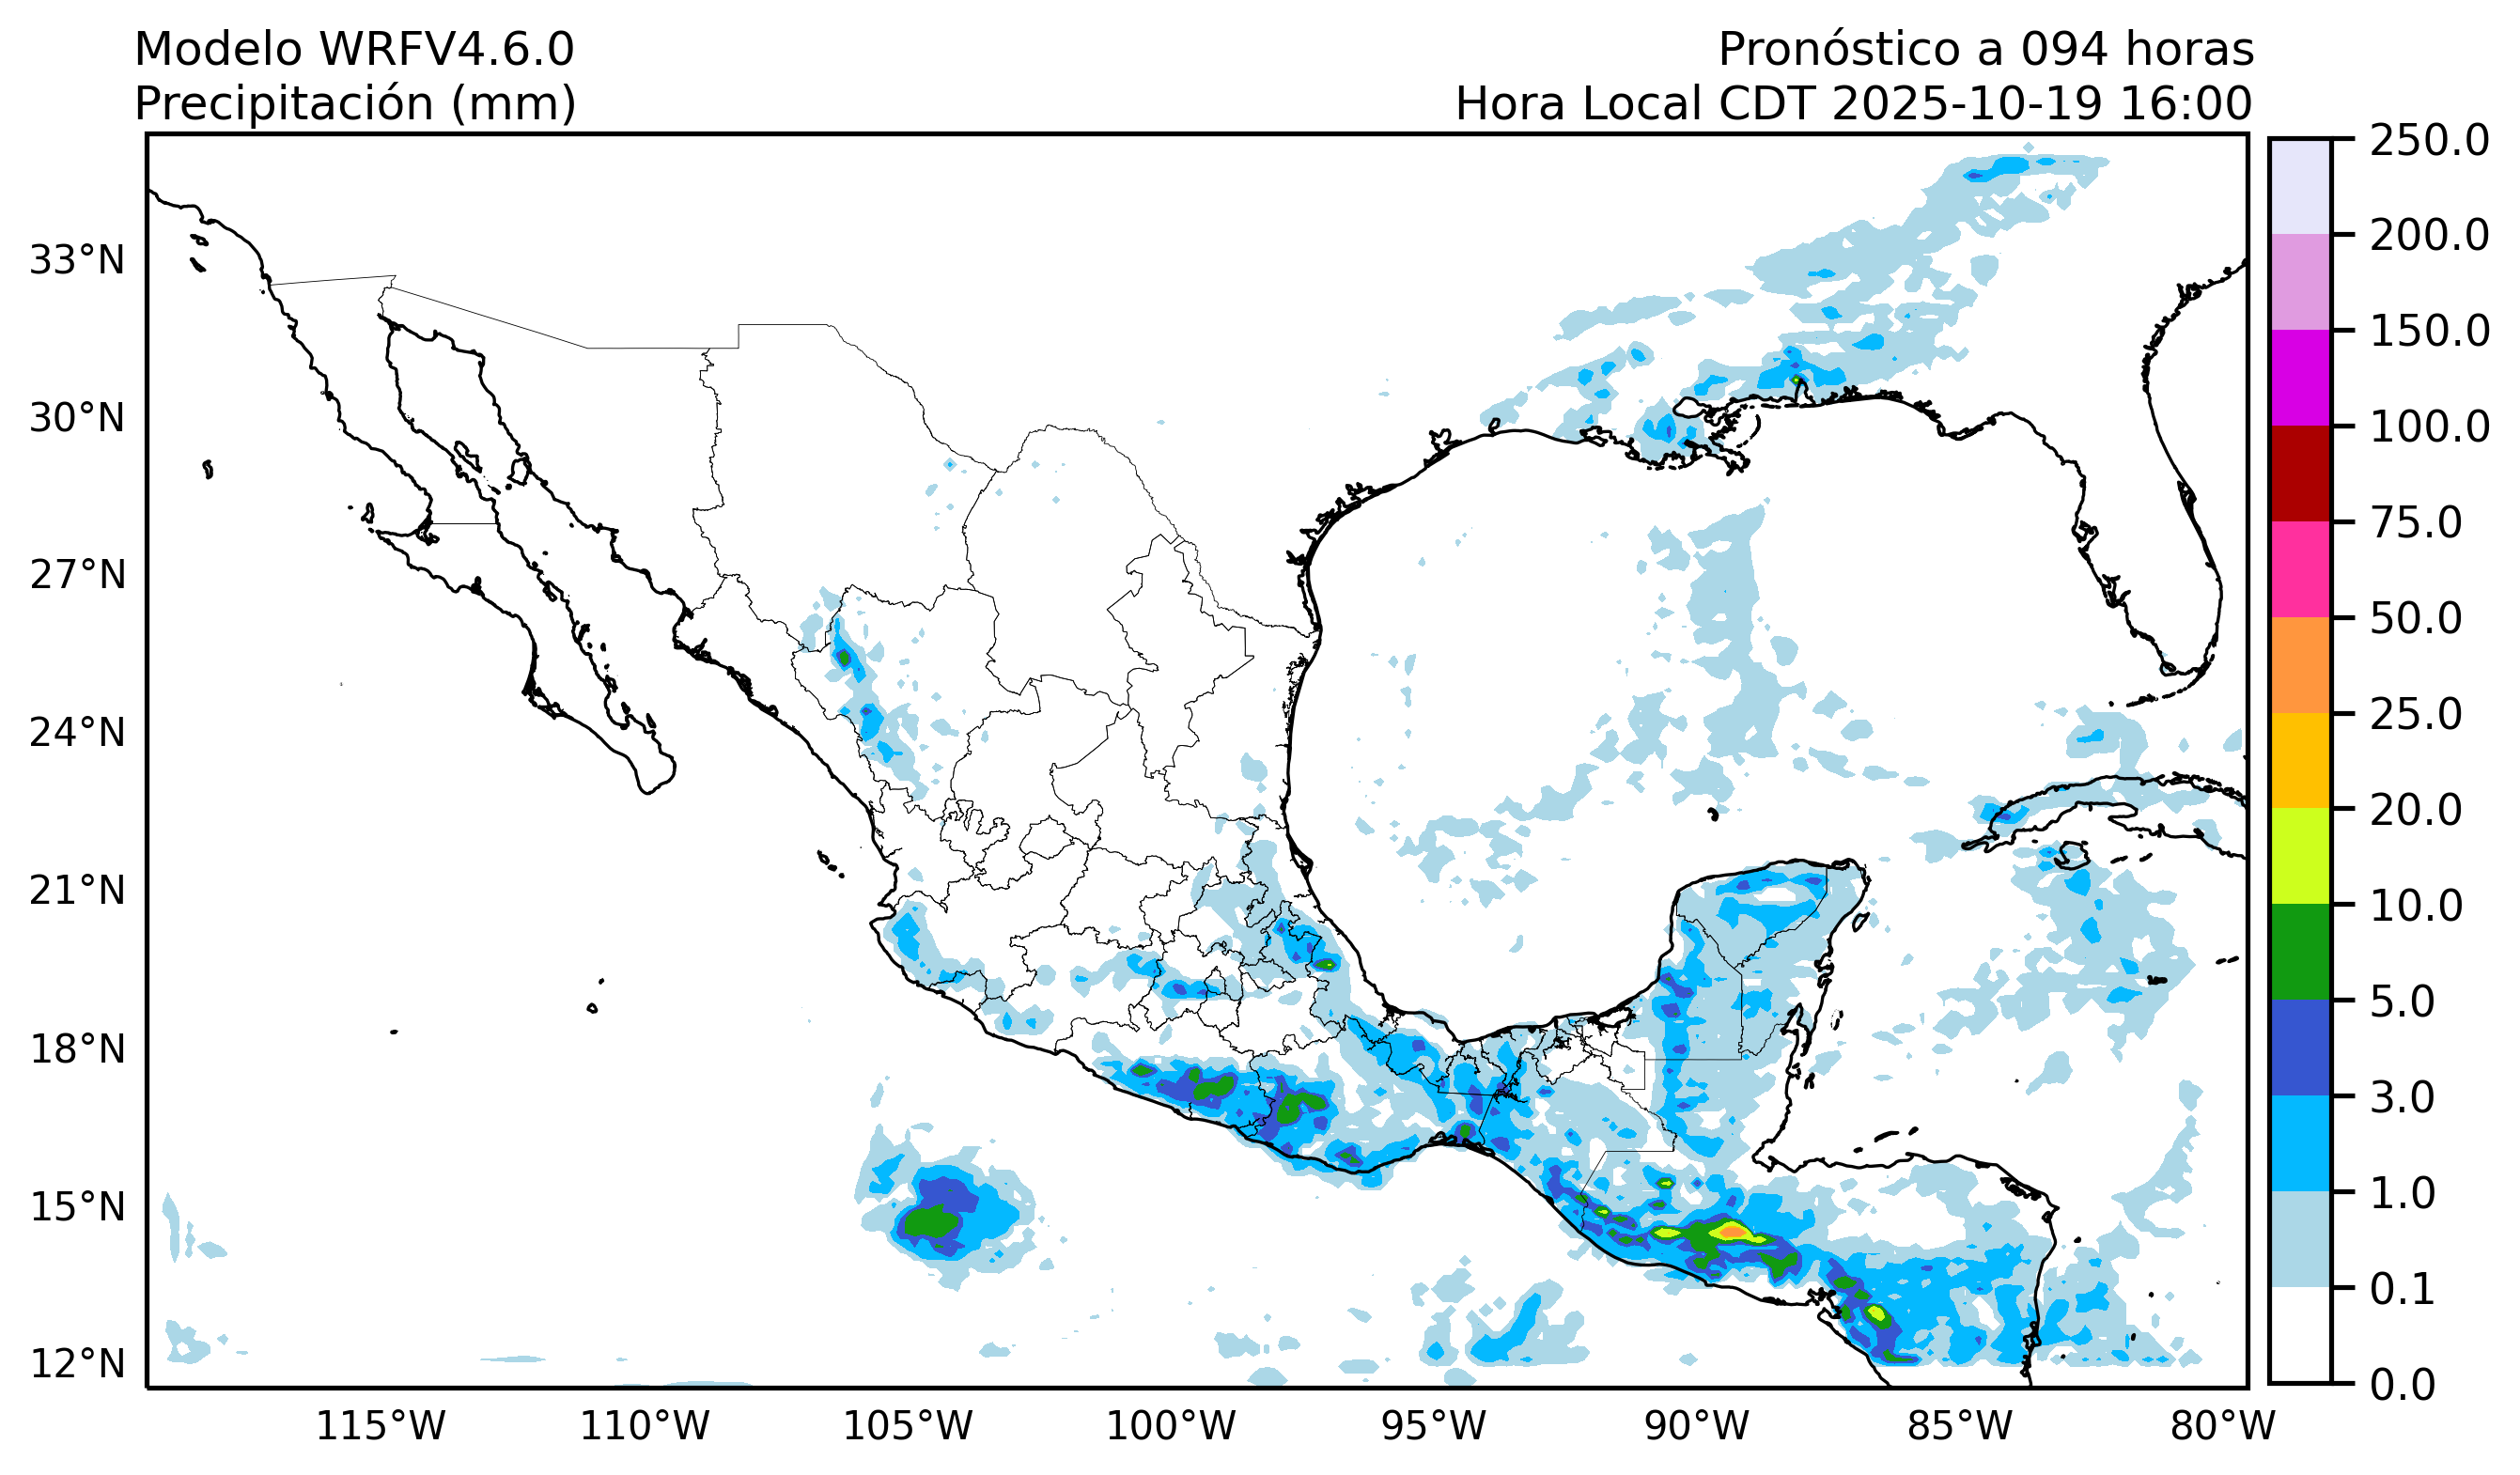 Modelo WRFV4.6.0
Precipitación (mm)
Pronóstico a 094 horas
Hora Local CDT 2025-10-19 16:00
33°N
30°N
27°N
24°N
21°N
18°N
15°N
12°N
115°W
110°W
105°W
100°W
95°W
90°W
85°W
80°W
250.0
200.0
150.0
100.0
75.0
50.0
25.0
20.0
10.0
5.0
3.0
1.0
0.1
0.0